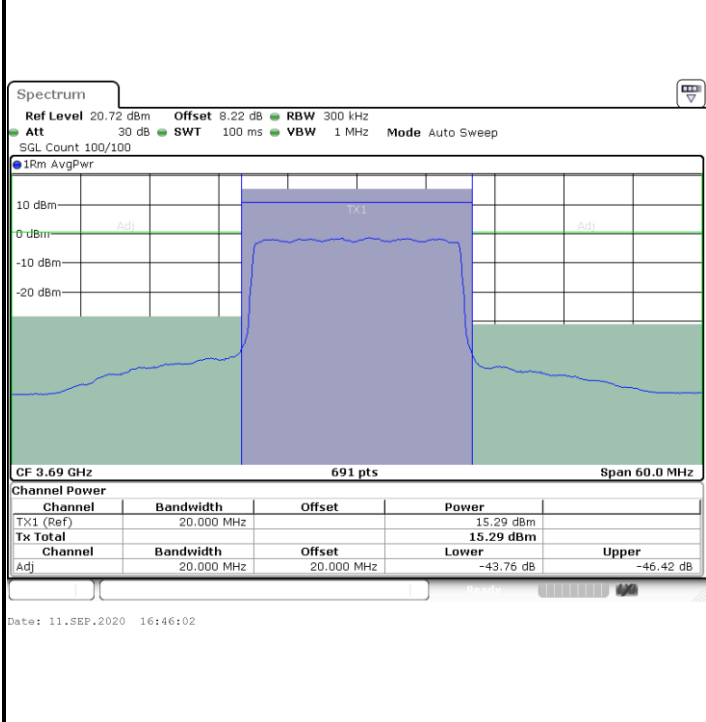 Spectrum
Ref Level 20.72 dBm Offset 8.22 dB RBW 300 kHz
Att 30 dB SWT 100 ms VBW 1 MHz Mode Auto Sweep
SGL Count 100/100
1Rm AvgPwr
10 dBm
TX1
Adj Adj
0 dBm
-10 dBm
-20 dBm
CF 3.69 GHz 691 pts Span 60.0 MHz
Channel Power
Channel Bandwidth Offset Power
TX1 (Ref) 20.000 MHz 15.29 dBm
Tx Total 15.29 dBm
Channel Bandwidth Offset Lower Upper
Adj 20.000 MHz 20.000 MHz -43.76 dB -46.42 dB
Ready
Date: 11.SEP.2020 16:46:02